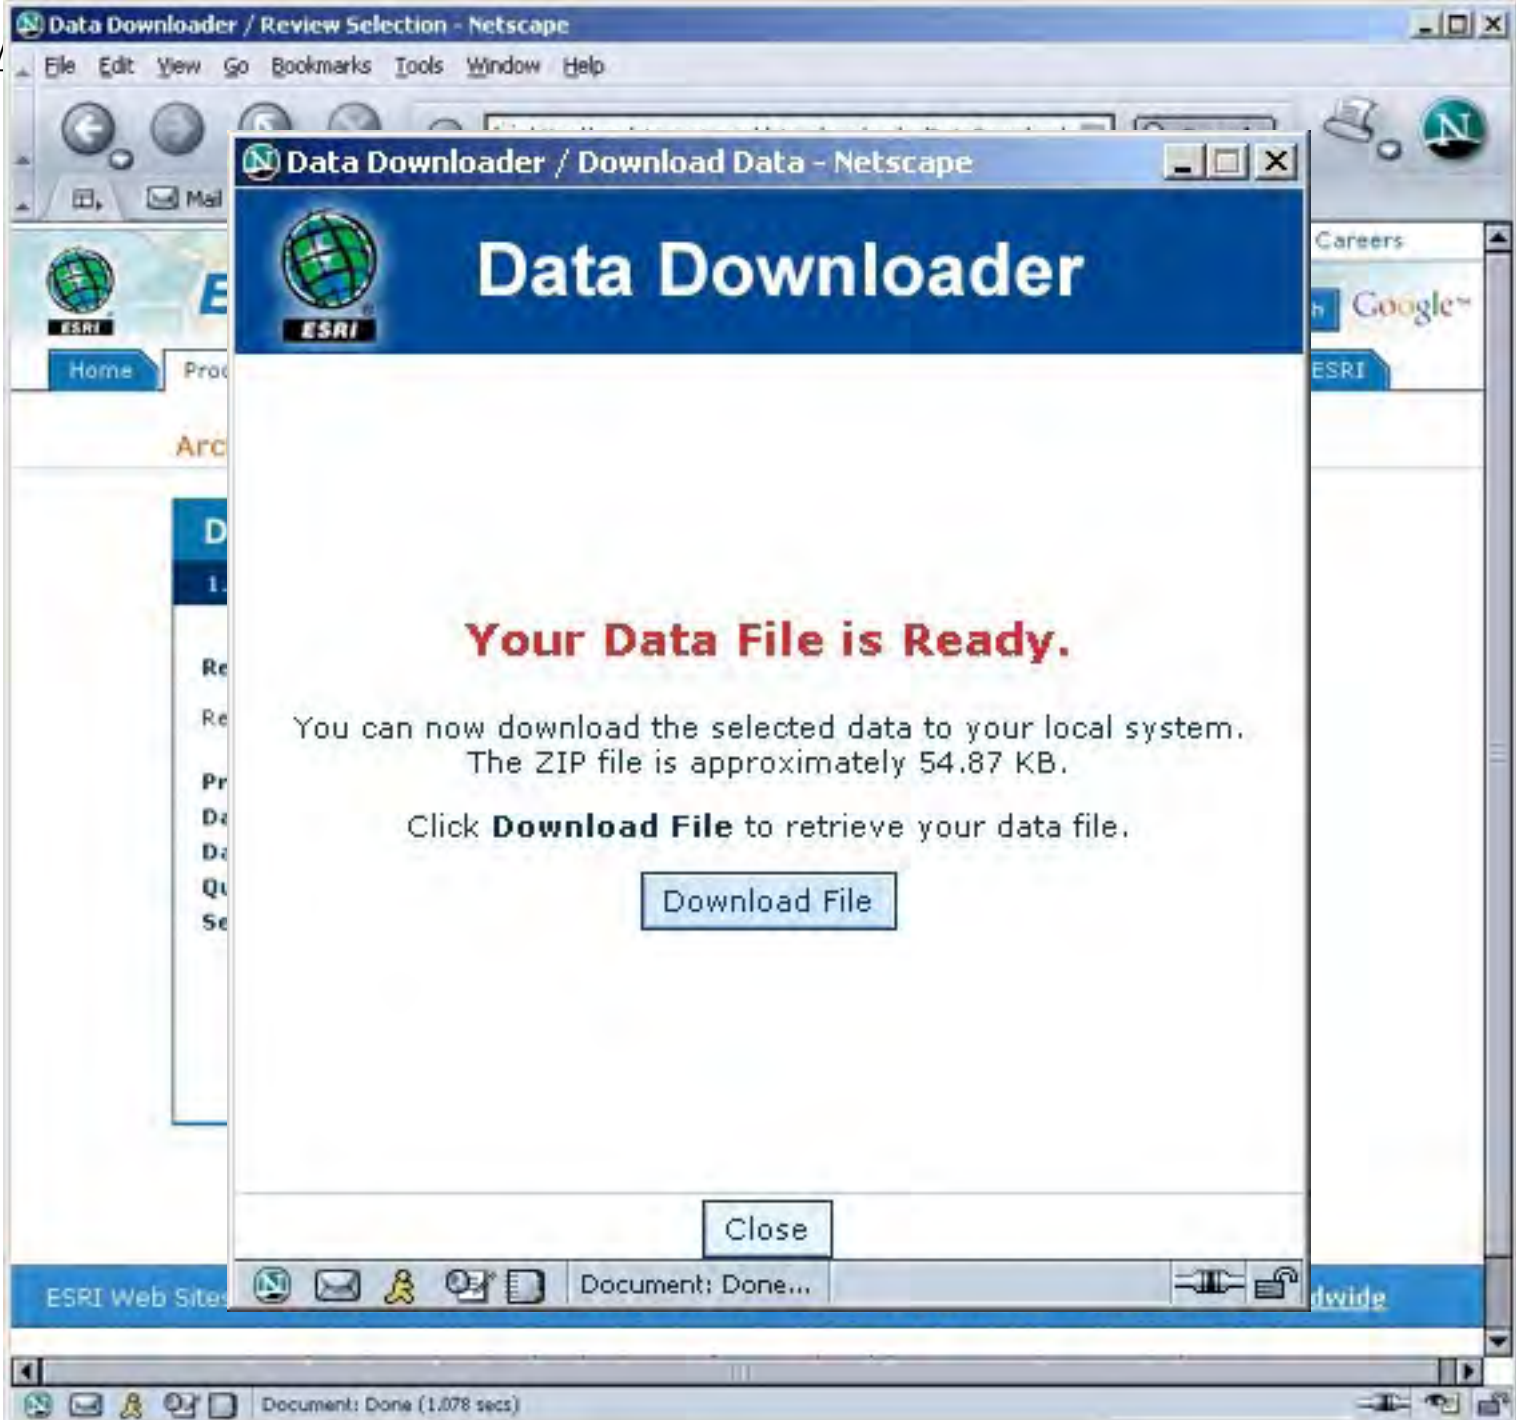 Data Downloader / Review Selection - Netscape
File Edit View Go Bookmarks Tools Window Help
Mail
Data Downloader / Download Data - Netscape
ESRI
Data Downloader
Careers
ESRI
Google™
Home
ESRI
Your Data File is Ready.
You can now download the selected data to your local system.
The ZIP file is approximately 54.87 KB.
Click Download File to retrieve your data file.
Download File
Close
Document: Done...
ESRI Web Sites
Document: Done (1.078 secs)